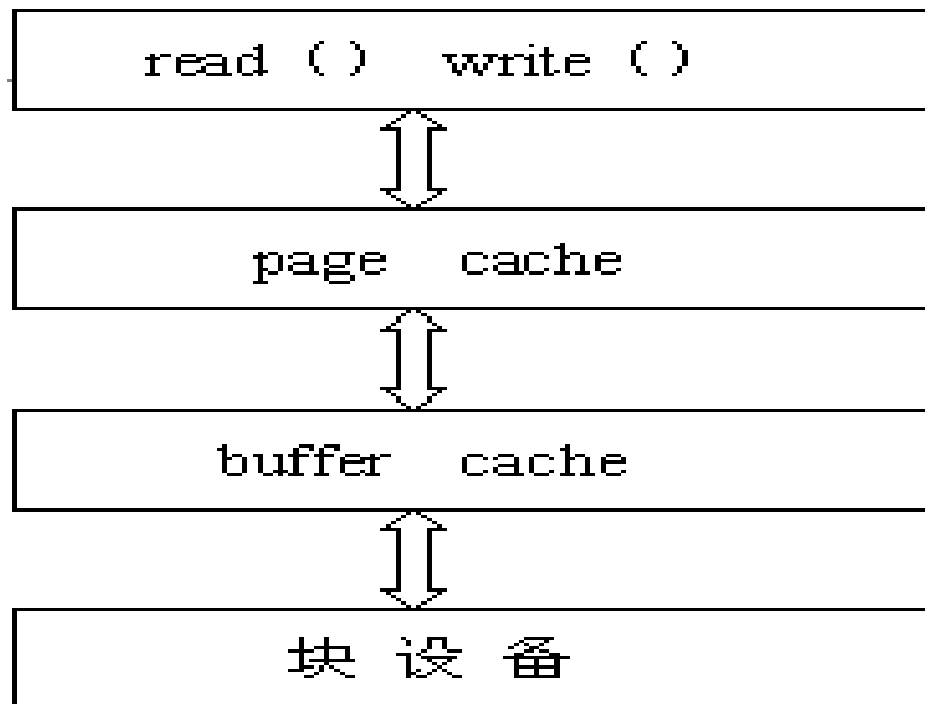 read () write ()
page cache
buffer cache
块 设 备